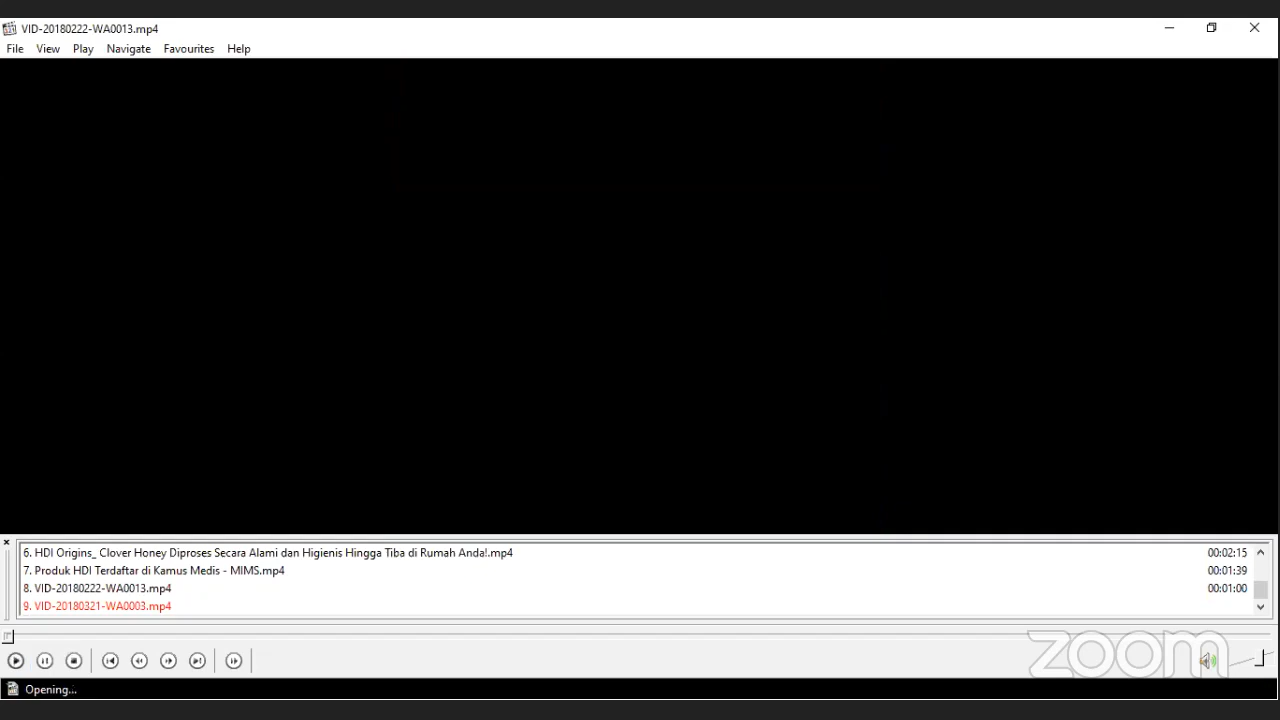 VID-20180222-WA0013.mp4
File View Play Navigate Favourites Help
6. HDI Origins_ Clover Honey Diproses Secara Alami dan Higienis Hingga Tiba di Rumah Anda!.mp4 00:02:15
7. Produk HDI Terdaftar di Kamus Medis - MIMS.mp4 00:01:39
8. VID-20180222-WA0013.mp4 00:01:00
9. VID-20180321-WA0003.mp4
zoom
Opening...